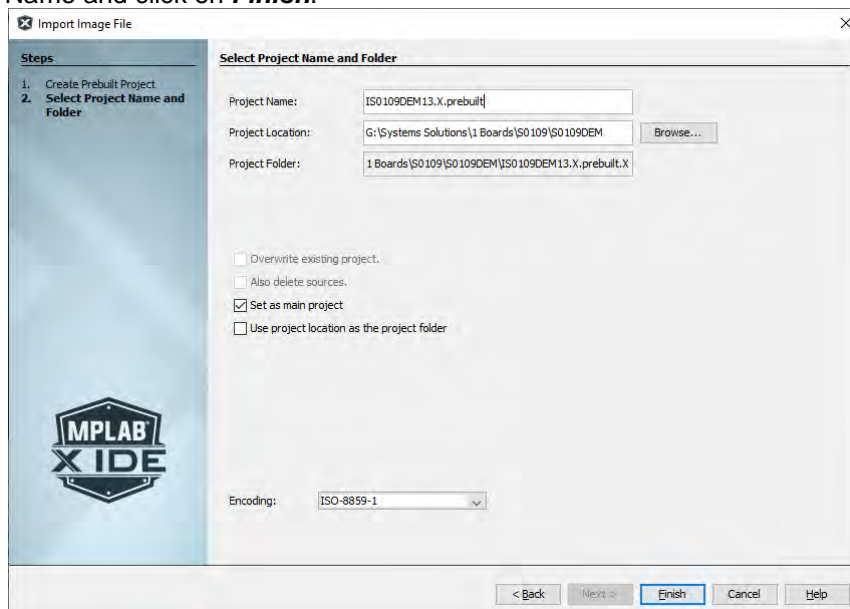 Name and click on Finish.
Import Image File
Steps
1. Create Prebuilt Project
2. Select Project Name and
Folder
Select Project Name and Folder
Project Name: IS0109DEM13.X.prebuilt
Project Location: G:\Systems Solutions\1 Boards\S0109\S0109DEM Browse...
Project Folder: 1 Boards\S0109\S0109DEM\IS0109DEM13.X.prebuilt.X
Overwrite existing project.
Also delete sources.
Set as main project
Use project location as the project folder
MPLAB
X IDE
Encoding: ISO-8859-1
< Back Next > Finish Cancel Help